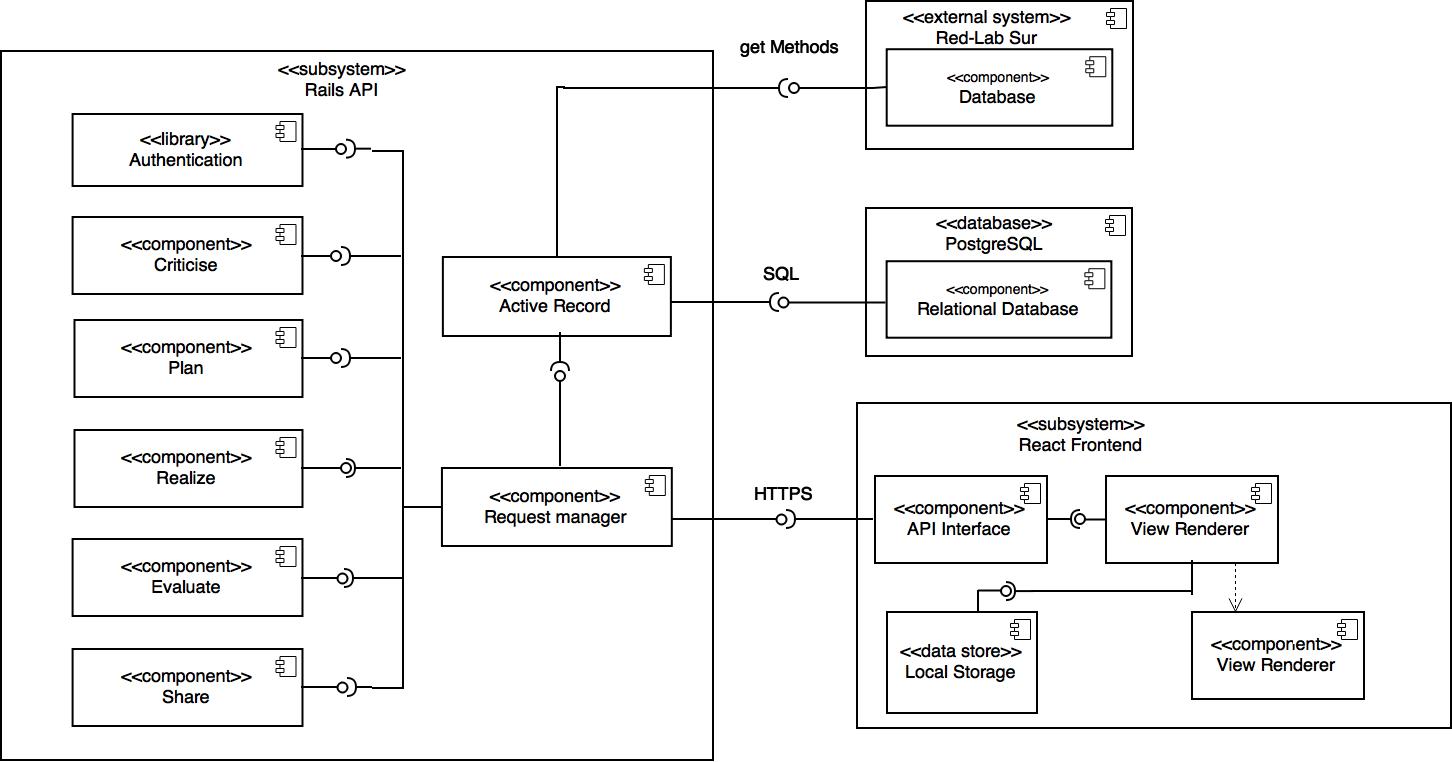 <<subsystem>>
Rails API
<<library>>
Authentication
<<component>>
Criticise
<<component>>
Plan
<<component>>
Realize
<<component>>
Evaluate
<<component>>
Share
<<component>>
Active Record
<<component>>
Request manager
get Methods
SQL
HTTPS
<<external system>>
Red-Lab Sur
<<component>>
Database
<<database>>
PostgreSQL
<<component>>
Relational Database
<<subsystem>>
React Frontend
<<component>>
API Interface
<<component>>
View Renderer
<<data store>>
Local Storage
<<component>>
View Renderer